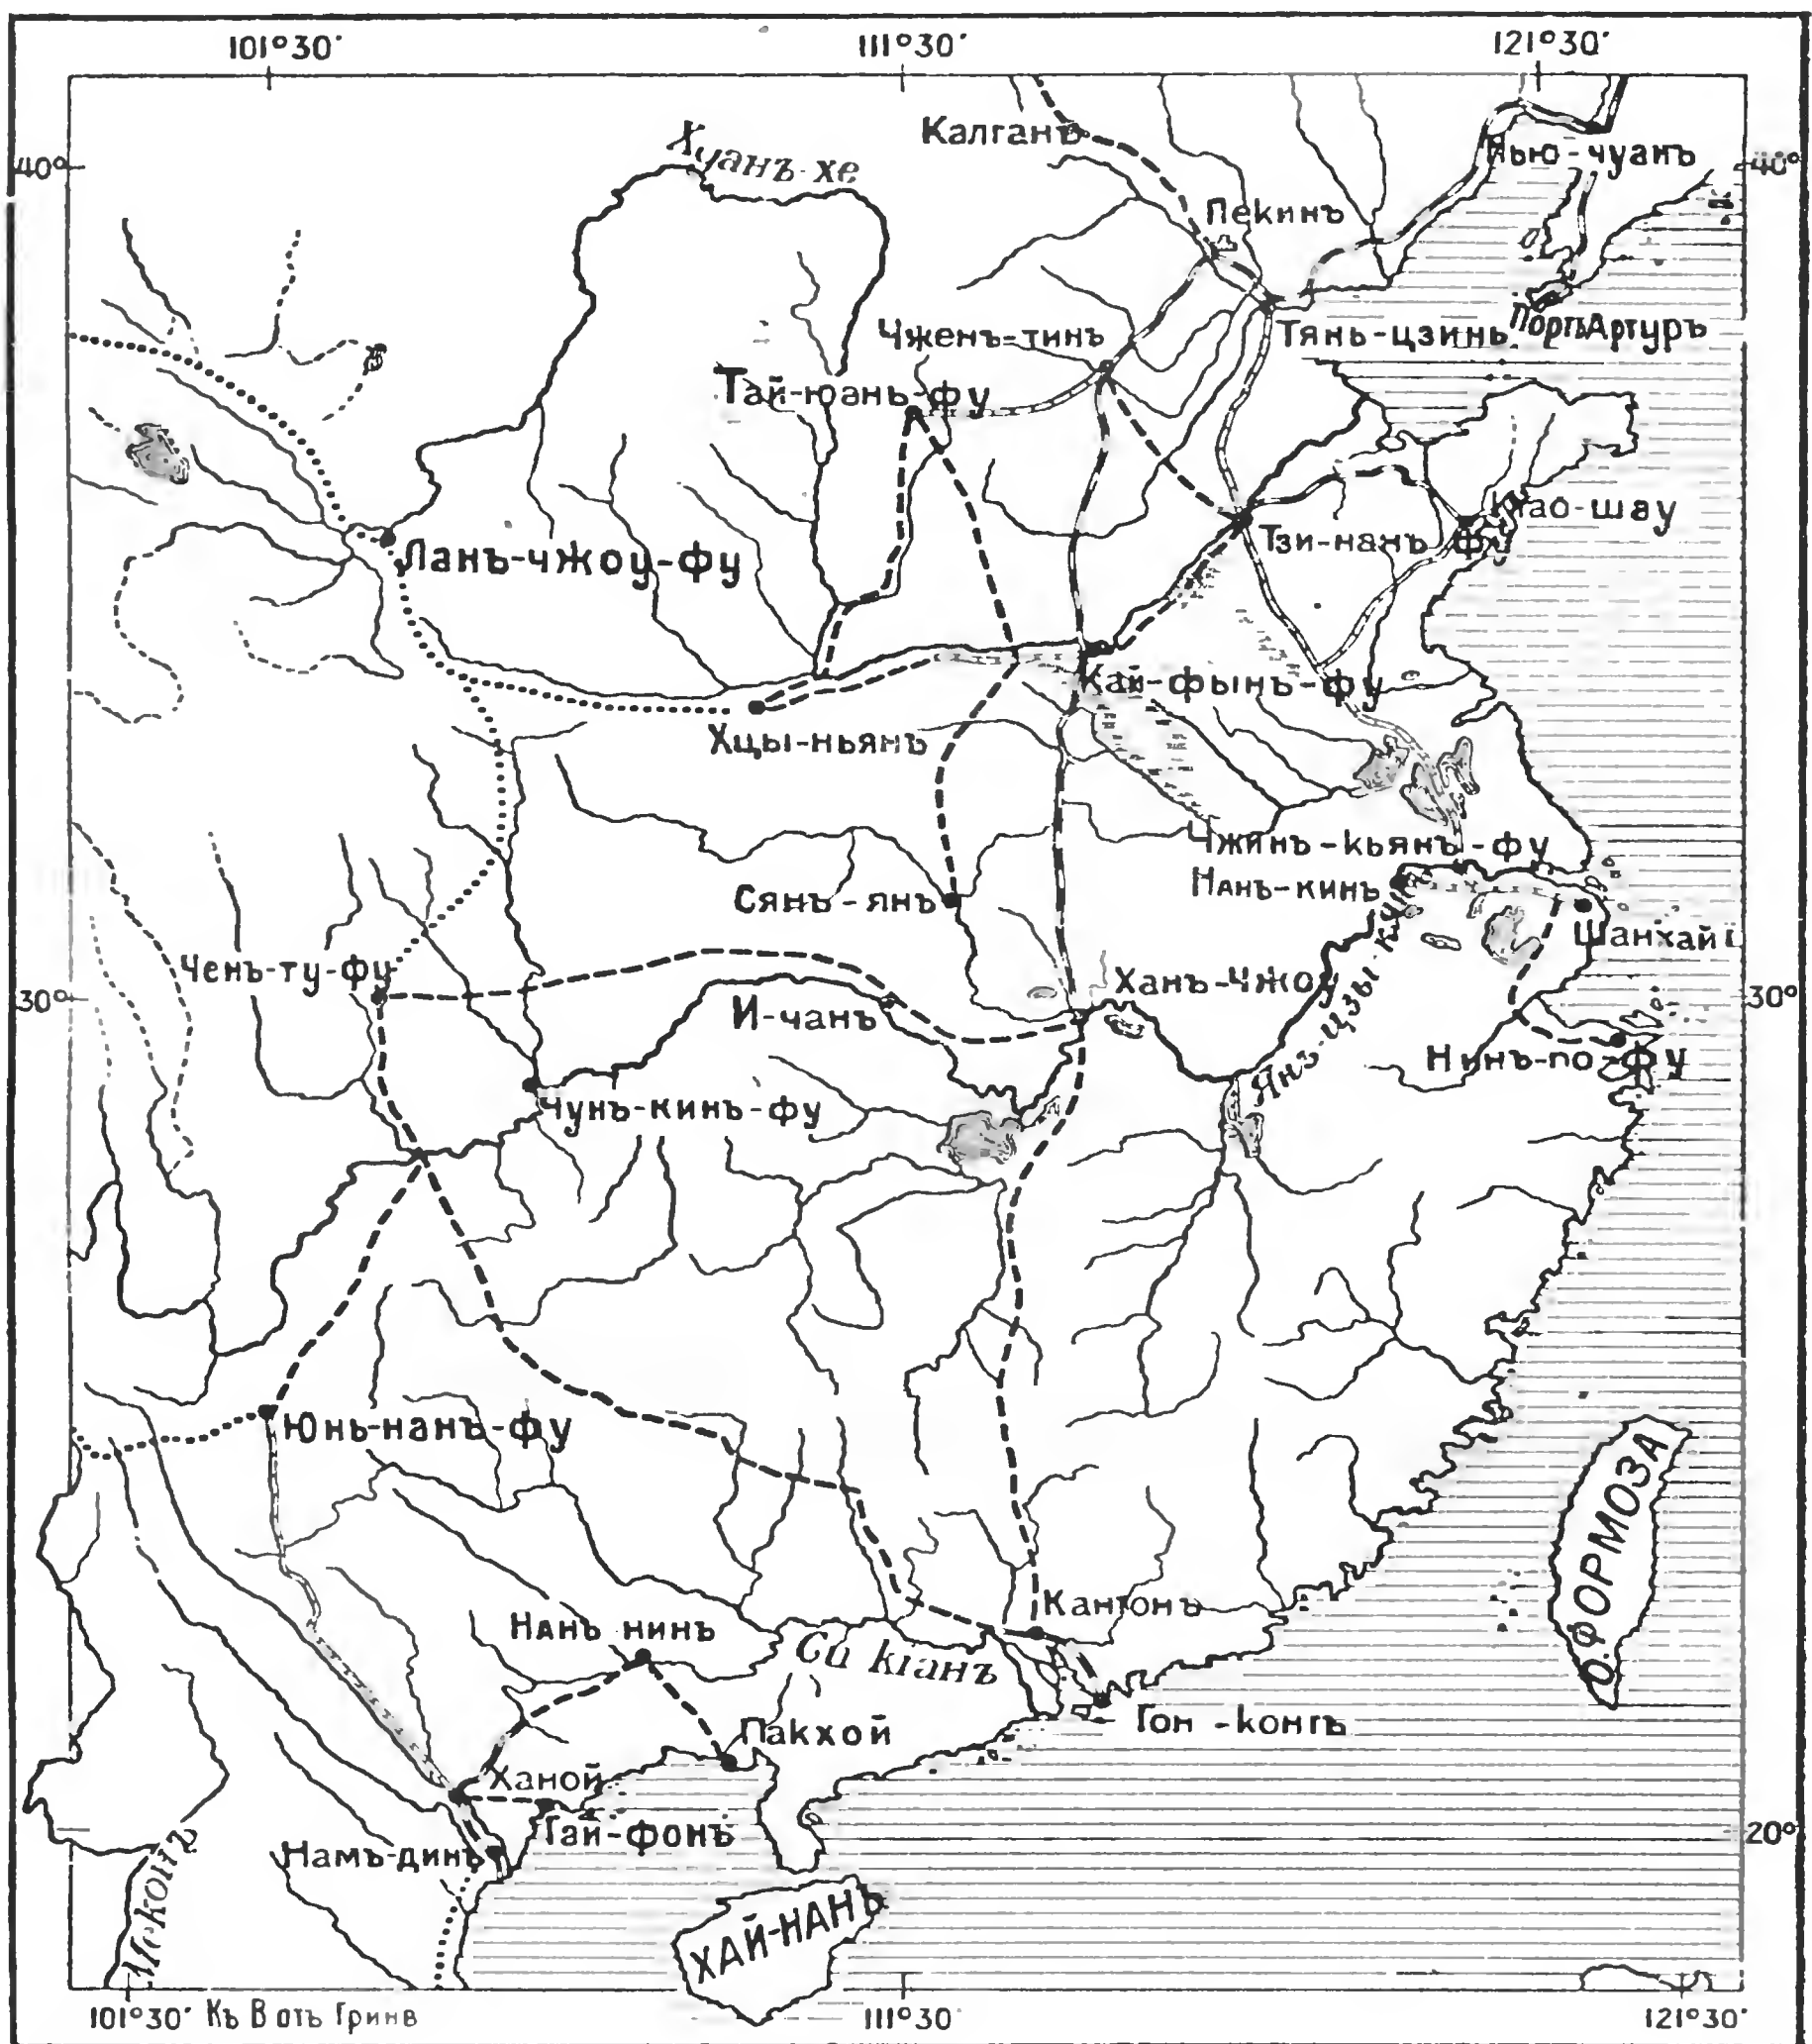 101°30'
111°30'
121°30'
Калганъ
Хуанъ-хе
40°
Нью-чуанъ
40°
Пекинъ
Чженъ-тинъ
Тянь-цзинь
Портъ Артуръ
Тай-юань-фу
Кiао-шау
Ланъ-чжоу-фу
Тзи-нанъ фу
Кай-фынъ-фу
Хцы-ньянъ
Чжинъ-кьянъ-фу
Сянъ-янъ
Нанъ-кинъ
Шанхай
Ченъ-ту-фу
Ханъ-чжоу
30°
И-чанъ
Янъ-цзы-кiанъ
30°
Нинъ-по-фу
Чунъ-кинъ-фу
Юнь-нанъ-фу
О. ФОРМОЗА
Кантонъ
Нанъ нинъ
Си кiанъ
Пакхой
Гон-конгъ
Ханой
Гай-фонъ
20°
Намъ-динъ
Меконъ
ХАЙ-НАНЬ
101°30' Къ В отъ Гринв
111°30'
121°30'